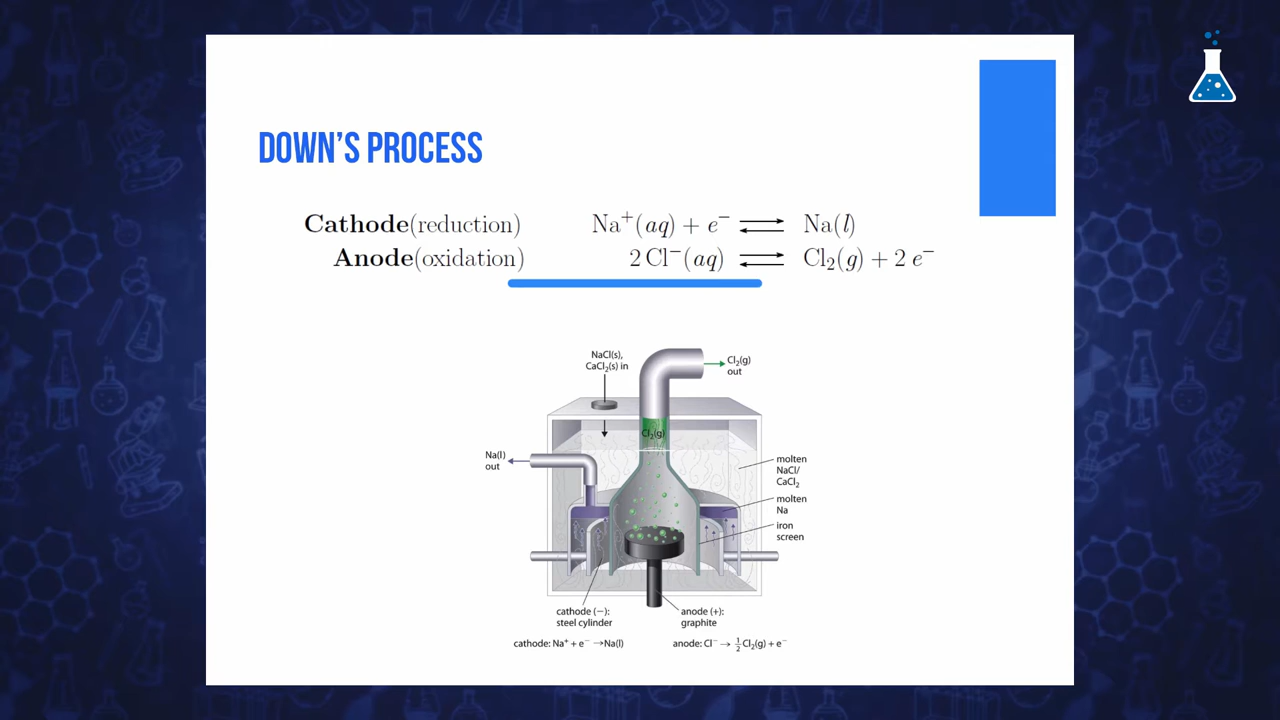 DOWN'S PROCESS
Cathode(reduction) Na⁺(aq) + e⁻ ⇌ Na(l)
Anode(oxidation) 2 Cl⁻(aq) ⇌ Cl₂(g) + 2 e⁻
NaCl(s),
CaCl₂(s) in
Cl₂(g)
out
Cl₂(g)
Na(l)
out
molten
NaCl/
CaCl₂
molten
Na
iron
screen
cathode (−):
steel cylinder
anode (+):
graphite
cathode: Na⁺ + e⁻ →Na(l)
anode: Cl⁻ → ½Cl₂(g) + e⁻